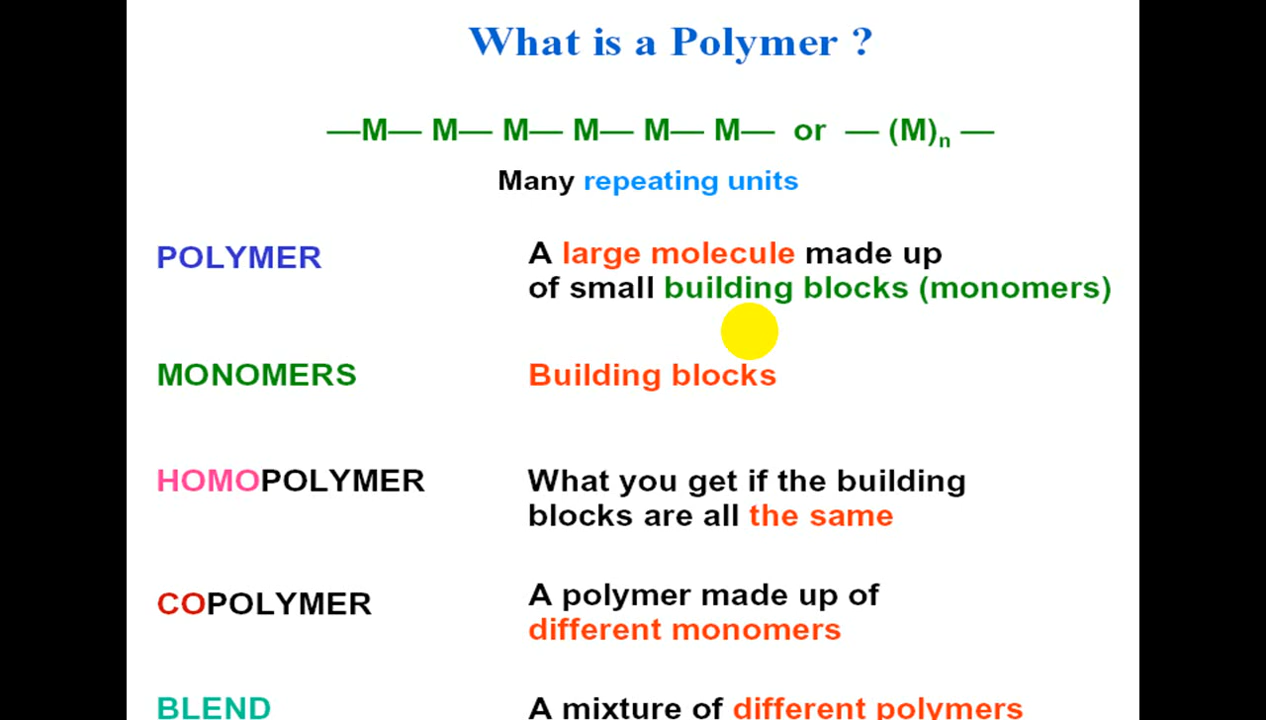 What is a Polymer ?
—M— M— M— M— M— M— or — (M)n —
Many repeating units
POLYMER
A large molecule made up
of small building blocks (monomers)
MONOMERS
Building blocks
HOMOPOLYMER
What you get if the building
blocks are all the same
COPOLYMER
A polymer made up of
different monomers
BLEND
A mixture of different polymers